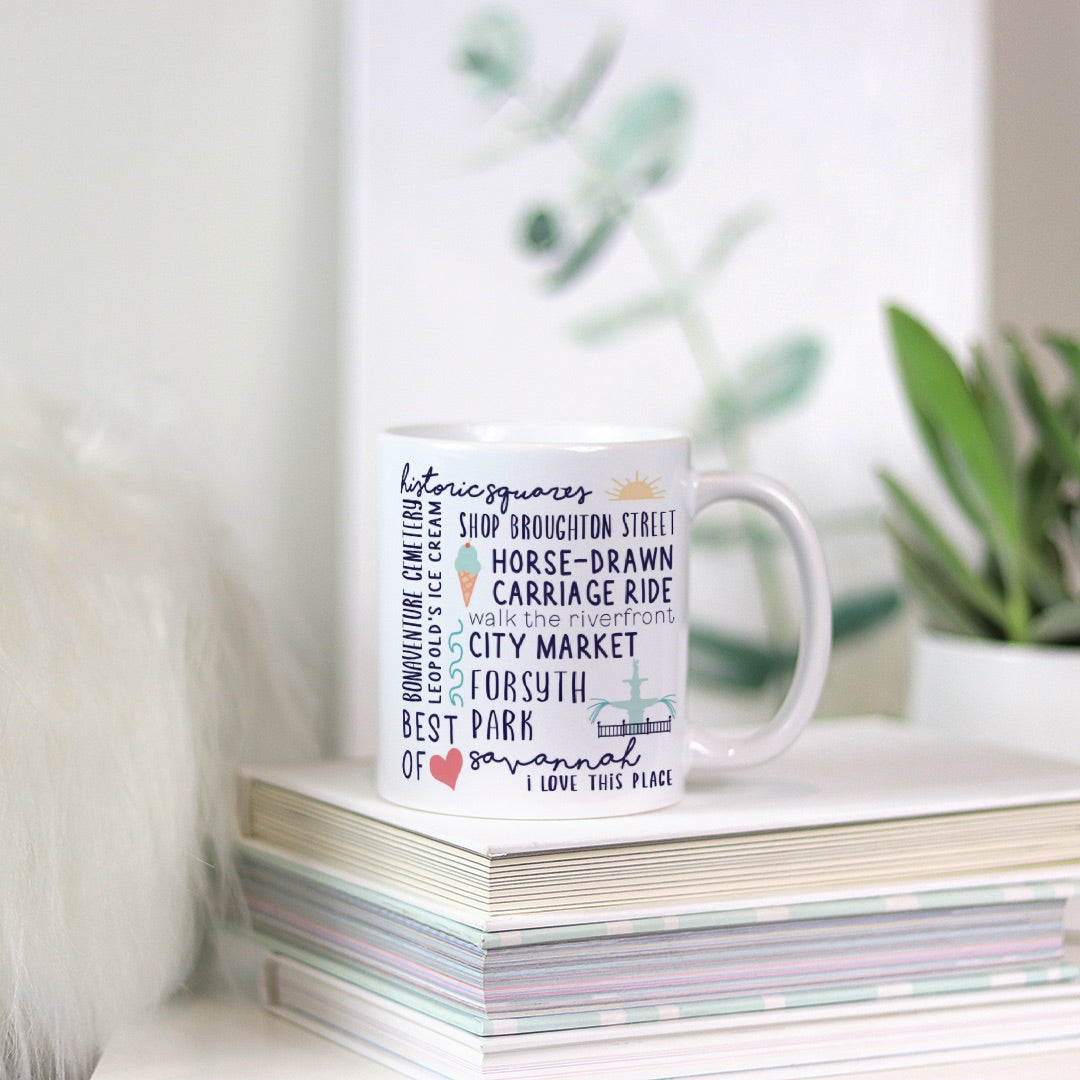 historic squares
SHOP BROUGHTON STREET
BONAVENTURE CEMETERY
LEOPOLD'S ICE CREAM
HORSE-DRAWN
CARRIAGE RIDE
walk the riverfront
CITY MARKET
FORSYTH
PARK
BEST
OF
savannah
i LOVE THIS PLACE